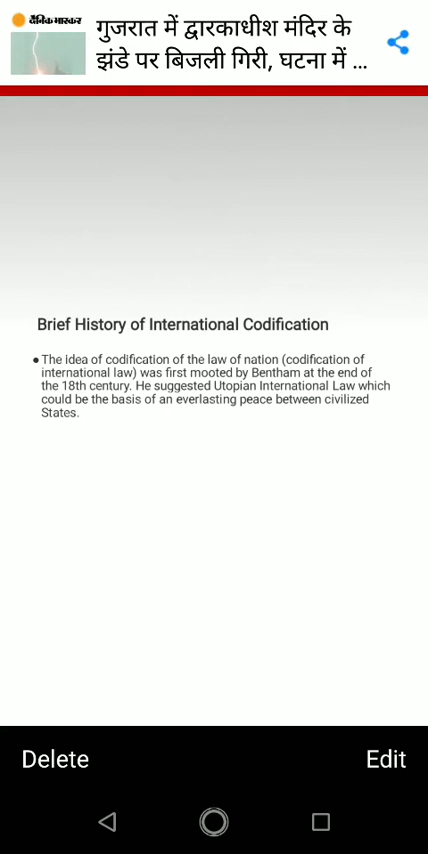 दैनिक भास्कर
गुजरात में द्वारकाधीश मंदिर के
झंडे पर बिजली गिरी, घटना में ...
Brief History of International Codification
● The idea of codification of the law of nation (codification of
international law) was first mooted by Bentham at the end of
the 18th century. He suggested Utopian International Law which
could be the basis of an everlasting peace between civilized
States.
Delete
Edit